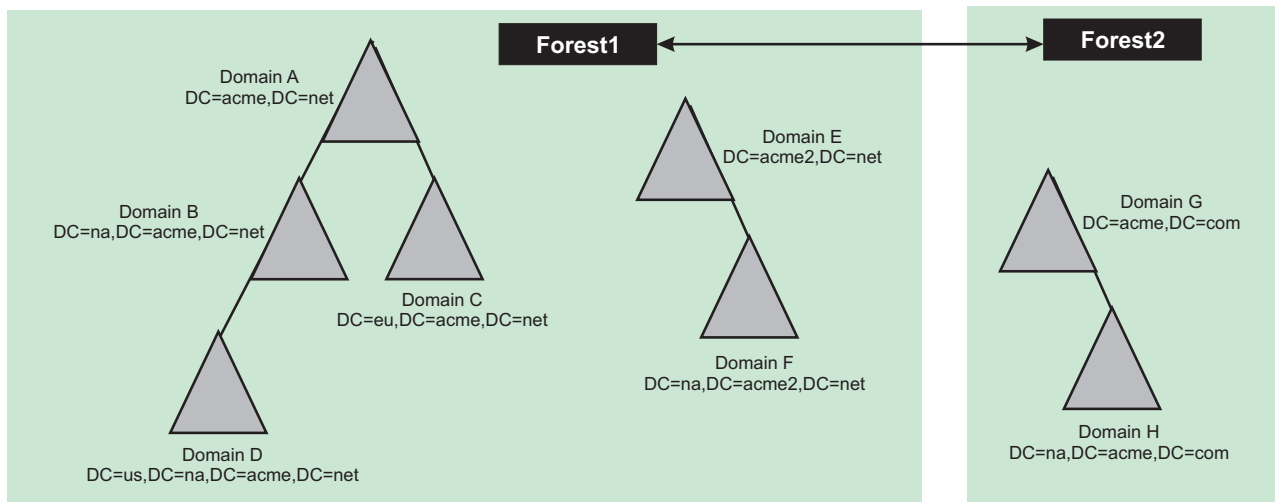 Forest1
Forest2
Domain A
DC=acme,DC=net
Domain E
DC=acme2,DC=net
Domain B
DC=na,DC=acme,DC=net
Domain G
DC=acme,DC=com
Domain C
DC=eu,DC=acme,DC=net
Domain F
DC=na,DC=acme2,DC=net
Domain D
DC=us,DC=na,DC=acme,DC=net
Domain H
DC=na,DC=acme,DC=com